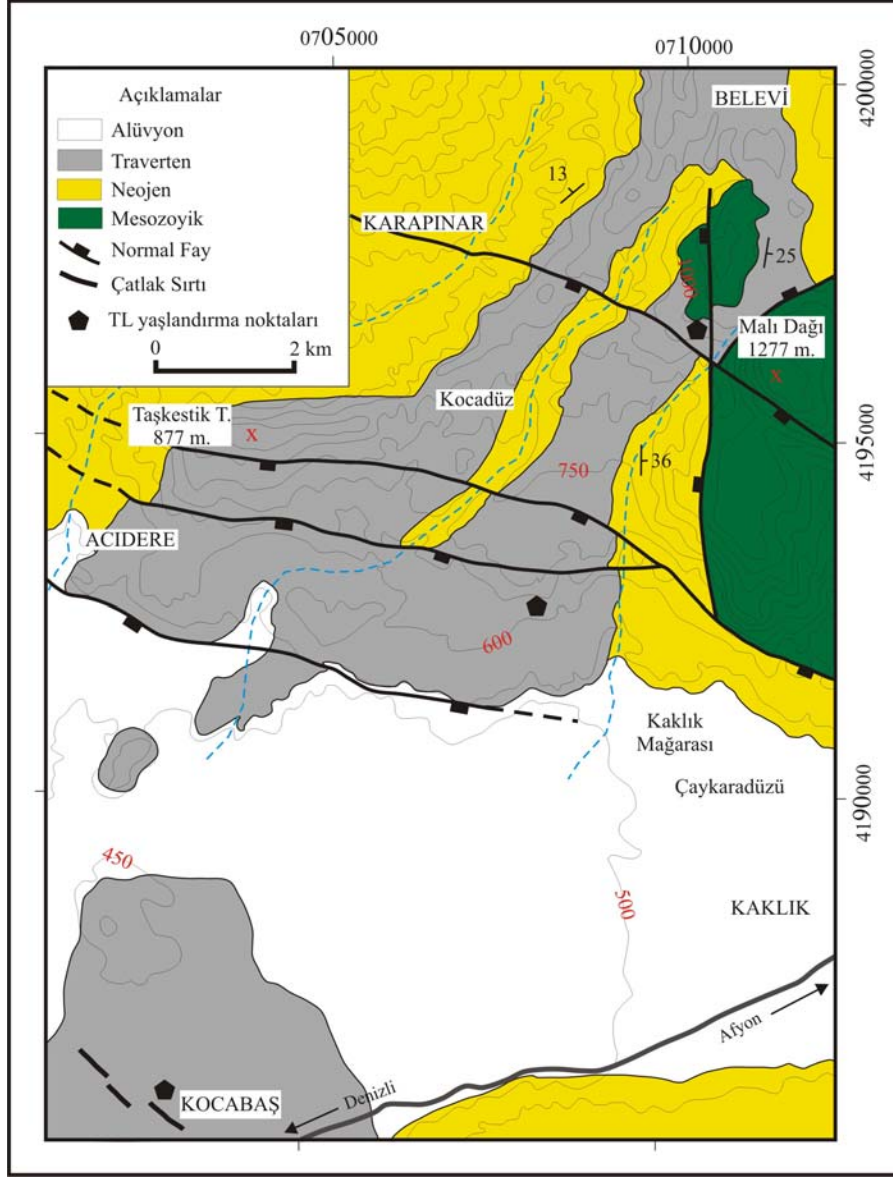 0705000
0710000
4200000
4195000
4190000
Açıklamalar
Alüvyon
Traverten
Neojen
Mesozoyik
Normal Fay
Çatlak Sırtı
TL yaşlandırma noktaları
0
2 km
BELEVİ
13
KARAPINAR
25
1000
Malı Dağı
1277 m.
x
Kocadüz
Taşkestik T.
877 m.
x
750
36
ACIDERE
600
Kaklık
Mağarası
Çaykaradüzü
450
500
KAKLIK
Afyon
Denizli
KOCABAŞ